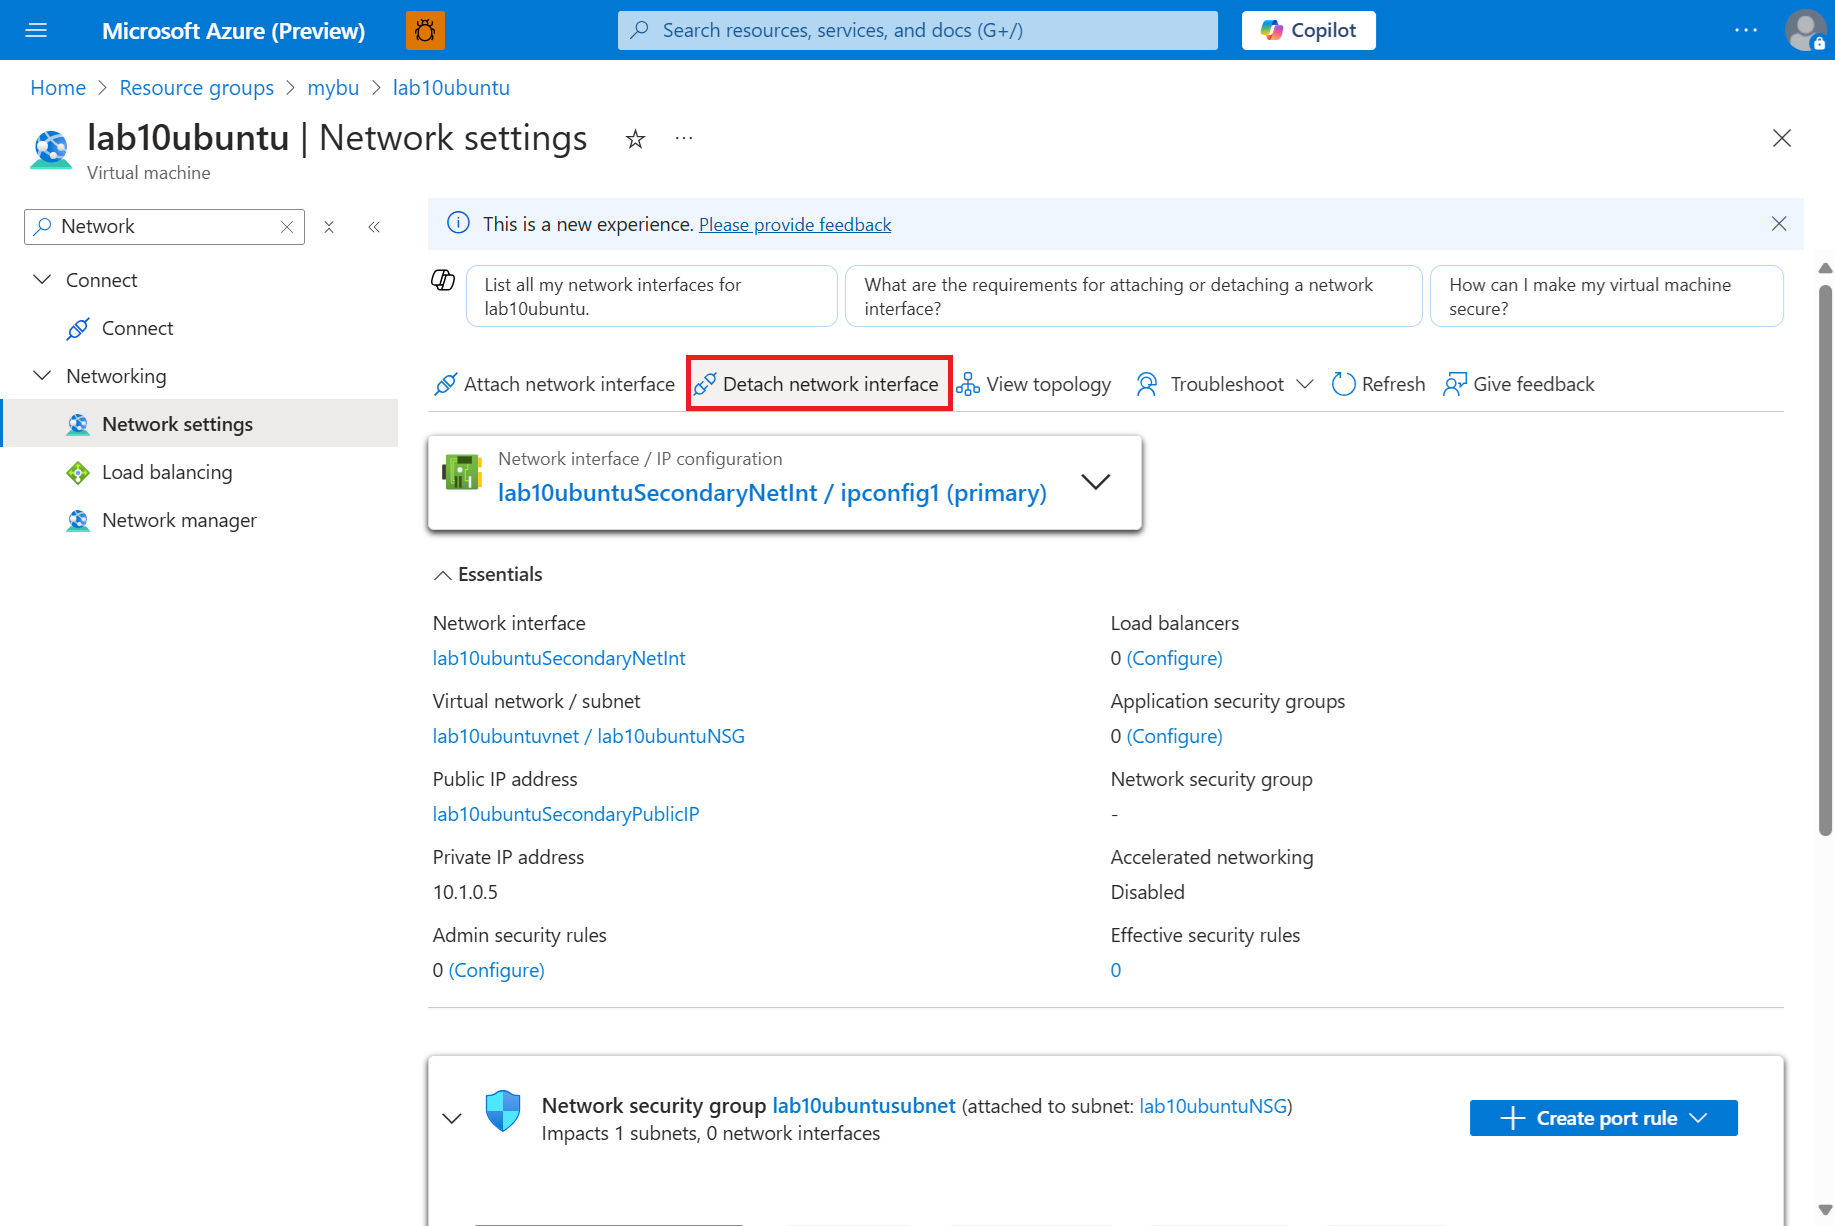 Microsoft Azure (Preview)
Search resources, services, and docs (G+/)
Copilot
Home > Resource groups > mybu > lab10ubuntu
lab10ubuntu | Network settings
Virtual machine
Network
Connect
Connect
Networking
Network settings
Load balancing
Network manager
This is a new experience. Please provide feedback
List all my network interfaces for
lab10ubuntu.
What are the requirements for attaching or detaching a network
interface?
How can I make my virtual machine
secure?
Attach network interface
Detach network interface
View topology
Troubleshoot
Refresh
Give feedback
Network interface / IP configuration
lab10ubuntuSecondaryNetInt / ipconfig1 (primary)
Essentials
Network interface
lab10ubuntuSecondaryNetInt
Virtual network / subnet
lab10ubuntuvnet / lab10ubuntuNSG
Public IP address
lab10ubuntuSecondaryPublicIP
Private IP address
10.1.0.5
Admin security rules
0 (Configure)
Load balancers
0 (Configure)
Application security groups
0 (Configure)
Network security group
-
Accelerated networking
Disabled
Effective security rules
0
Network security group lab10ubuntusubnet (attached to subnet: lab10ubuntuNSG)
Impacts 1 subnets, 0 network interfaces
Create port rule